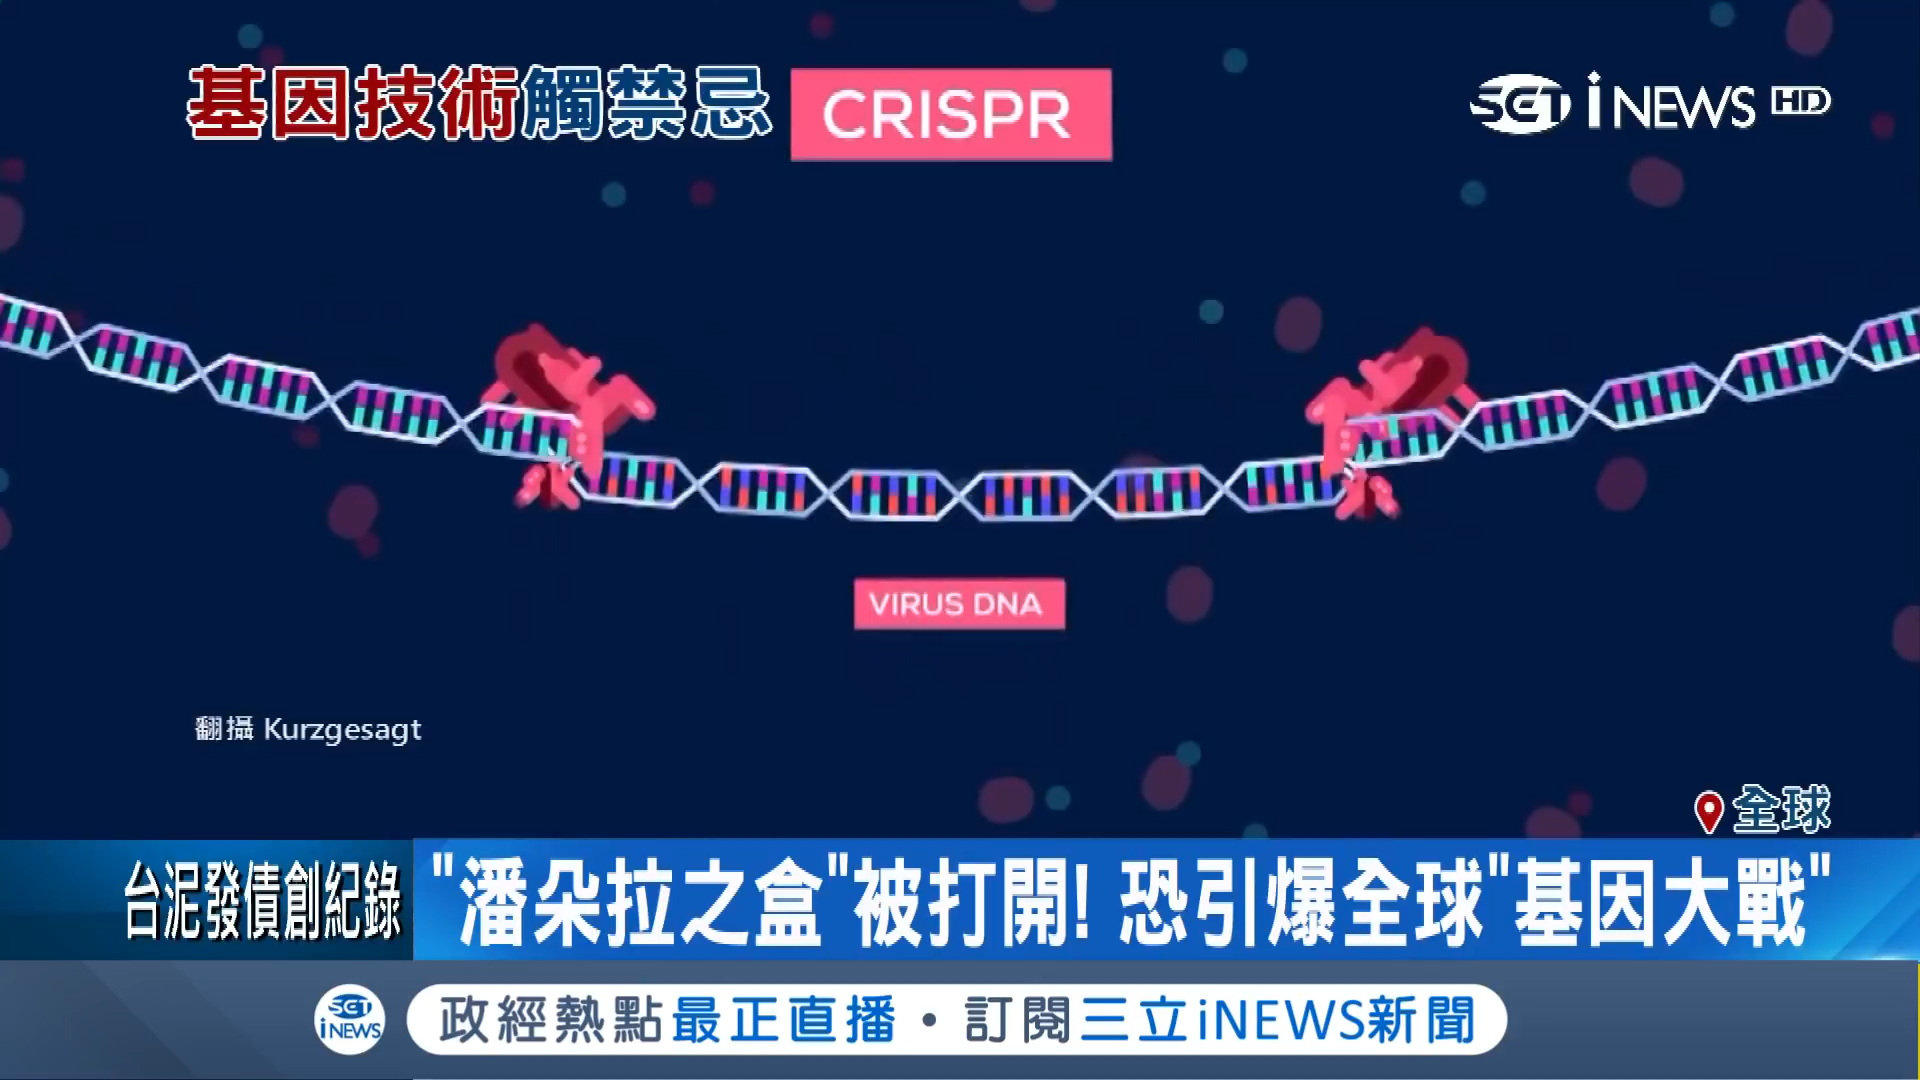 基因技術觸禁忌
CRISPR
SET iNEWS HD
VIRUS DNA
翻攝 Kurzgesagt
全球
台泥發債創紀錄
"潘朵拉之盒"被打開! 恐引爆全球"基因大戰"
SET iNEWS
政經熱點最正直播・訂閱三立iNEWS新聞